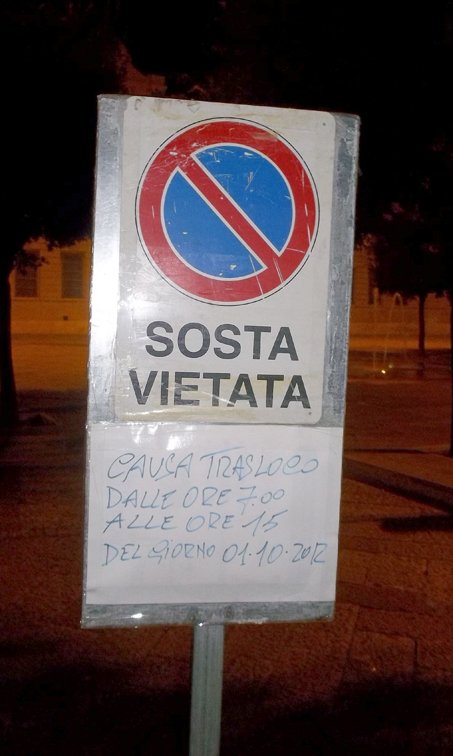 SOSTA
VIETATA
CAUSA TRASLOCO
DALLE ORE 7.00
ALLE ORE 15
DEL GIORNO 01.10.2012